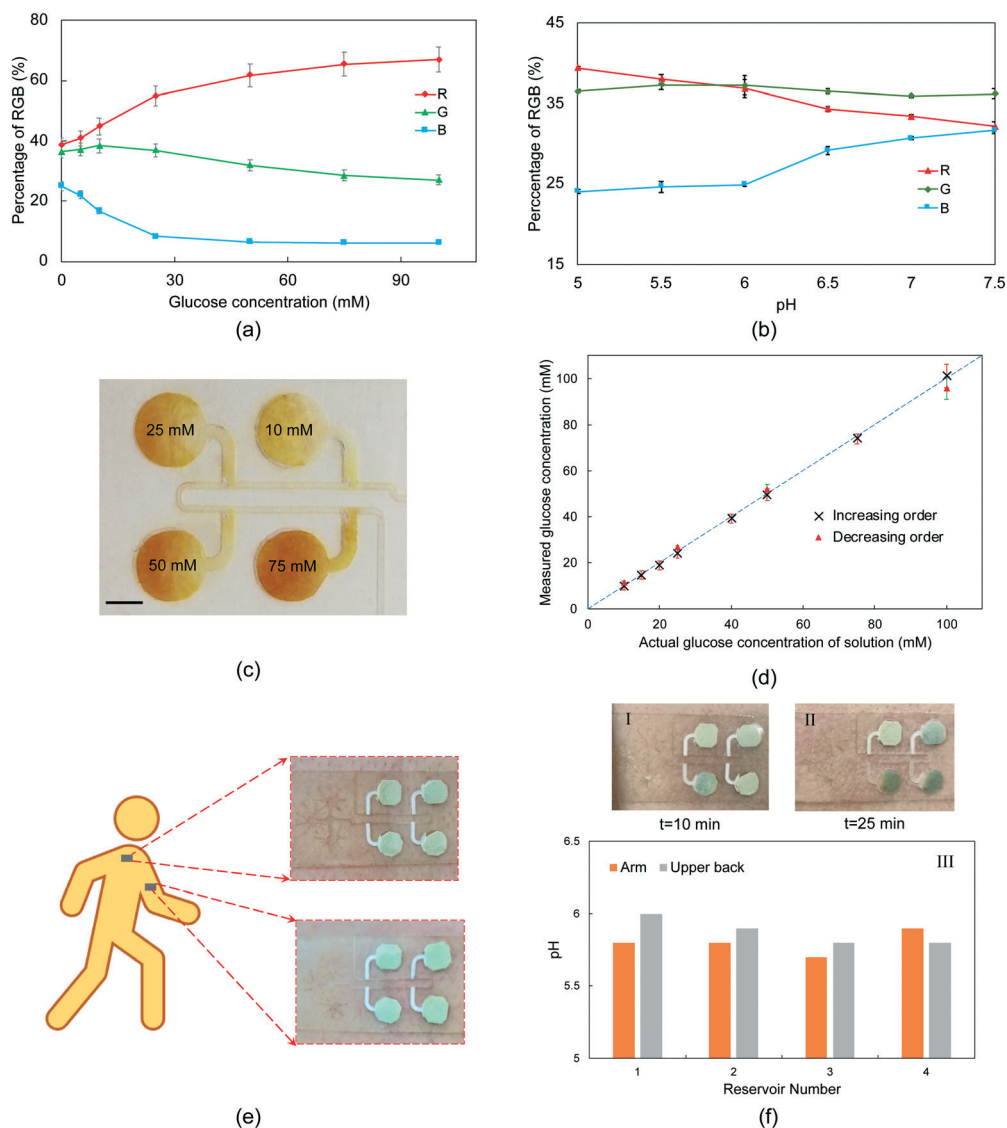 80
60
40
20
0
Percentage of RGB (%)
R
G
B
0
30
60
90
Glucose concentration (mM)
(a)
45
35
25
15
Perccentage of RGB (%)
R
G
B
5
5.5
6
6.5
7
7.5
pH
(b)
25 mM
10 mM
50 mM
75 mM
(c)
100
80
60
40
20
0
Measured glucose concentration (mM)
Increasing order
Decreasing order
0
20
40
60
80
100
Actual glucose concentration of solution (mM)
(d)
(e)
I
II
t=10 min
t=25 min
6.5
6
5.5
5
pH
Arm
Upper back
III
1
2
3
4
Reservoir Number
(f)